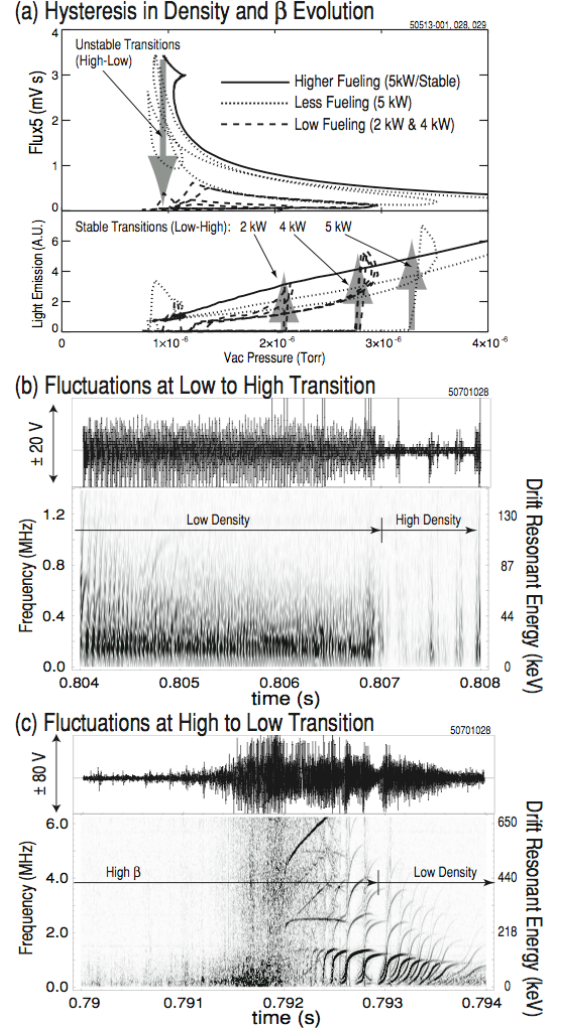 (a) Hysteresis in Density and β Evolution
50513-001, 028, 029
4
3
2
1
0
Flux5 (mV s)
Unstable Transitions
(High-Low)
Higher Fueling (5kW/Stable)
Less Fueling (5 kW)
Low Fueling (2 kW & 4 kW)
Stable Transitions (Low-High): 2 kW 4 kW 5 kW
6
4
2
0
Light Emission (A.U.)
0 1×10⁻⁶ 2×10⁻⁶ 3×10⁻⁶ 4×10⁻⁶
Vac Pressure (Torr)
(b) Fluctuations at Low to High Transition
50701028
± 20 V
Low Density High Density
1.2
0.8
0.4
0.0
Frequency (MHz)
130
87
44
0
Drift Resonant Energy (keV)
0.804 0.805 0.806 0.807 0.808
time (s)
(c) Fluctuations at High to Low Transition
50701028
± 80 V
High β Low Density
6.0
4.0
2.0
0.0
Frequency (MHz)
650
440
218
0
Drift Resonant Energy (keV)
0.79 0.791 0.792 0.793 0.794
time (s)